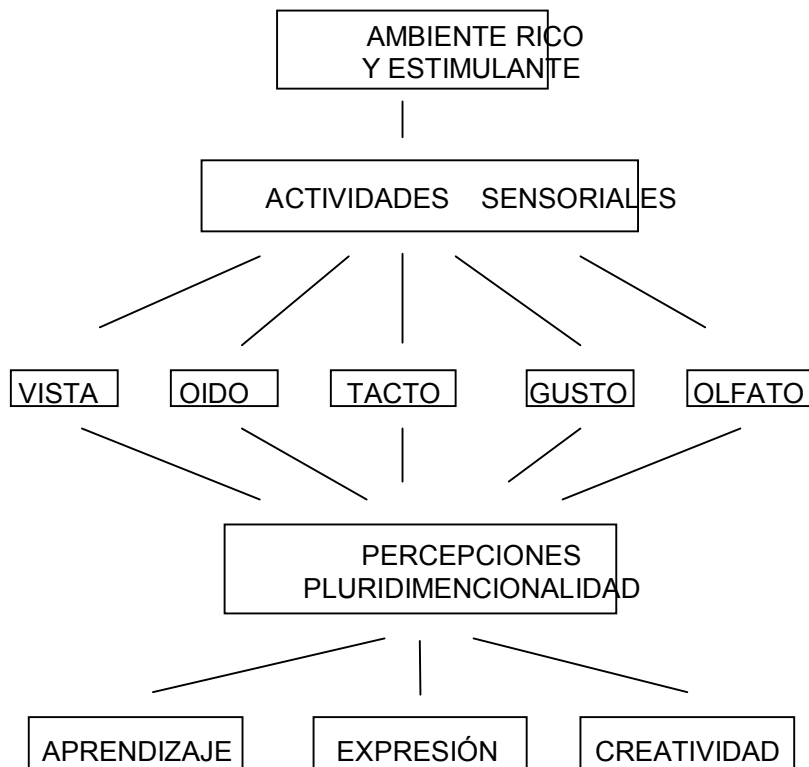 AMBIENTE RICO
Y ESTIMULANTE
ACTIVIDADES SENSORIALES
VISTA
OIDO
TACTO
GUSTO
OLFATO
PERCEPCIONES
PLURIDIMENCIONALIDAD
APRENDIZAJE
EXPRESIÓN
CREATIVIDAD